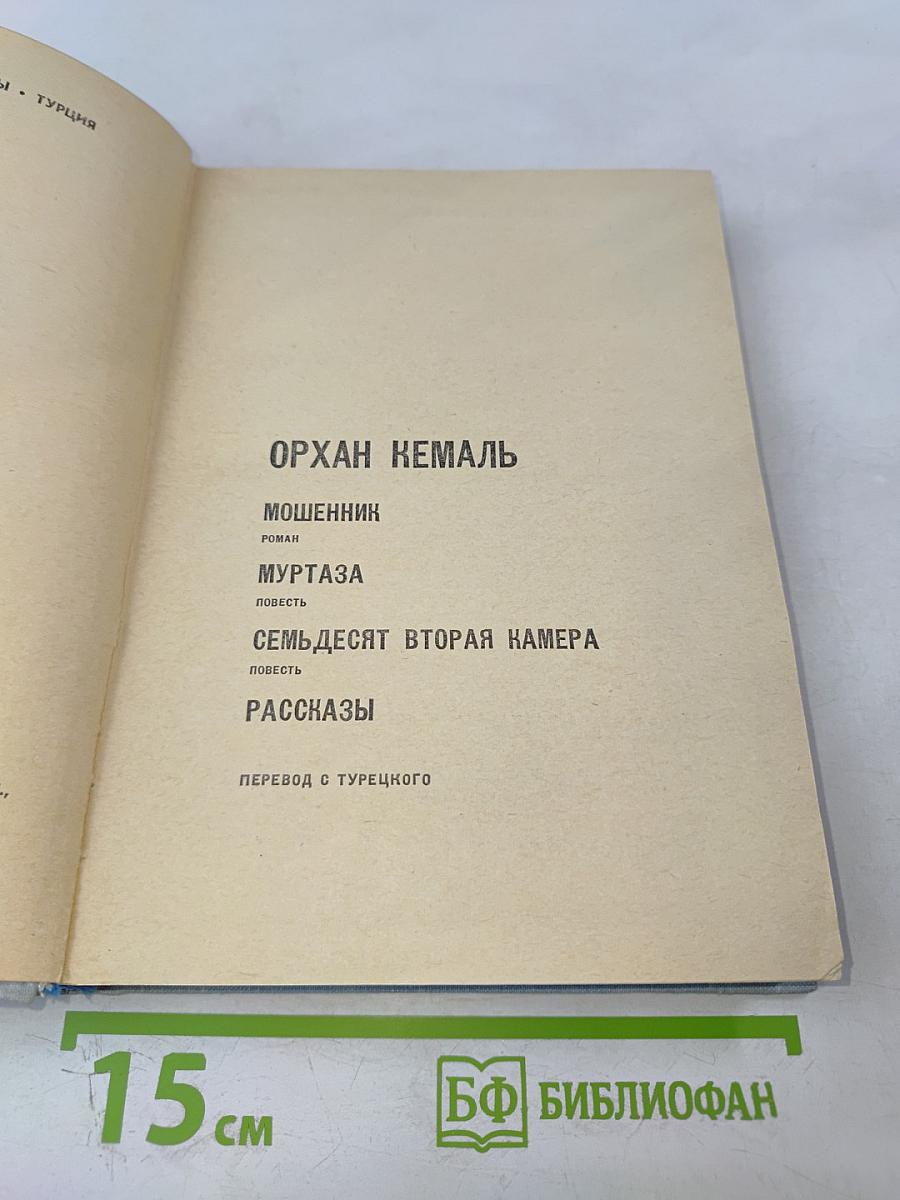 • ТУРЦИЯ
ОРХАН КЕМАЛЬ
МОШЕННИК
РОМАН
МУРТАЗА
ПОВЕСТЬ
СЕМЬДЕСЯТ ВТОРАЯ КАМЕРА
ПОВЕСТЬ
РАССКАЗЫ
ПЕРЕВОД С ТУРЕЦКОГО
15 см
БФ БИБЛИОФАН